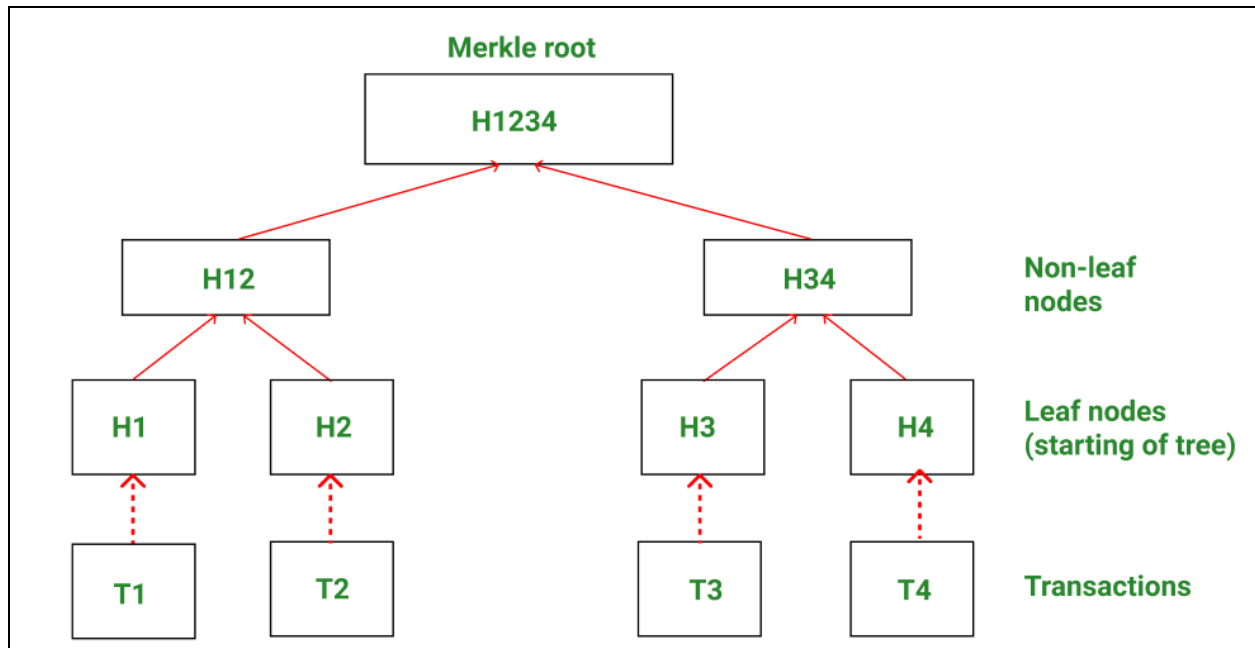 Merkle root
H1234
H12
H34
Non-leaf
nodes
H1
H2
H3
H4
Leaf nodes
(starting of tree)
T1
T2
T3
T4
Transactions